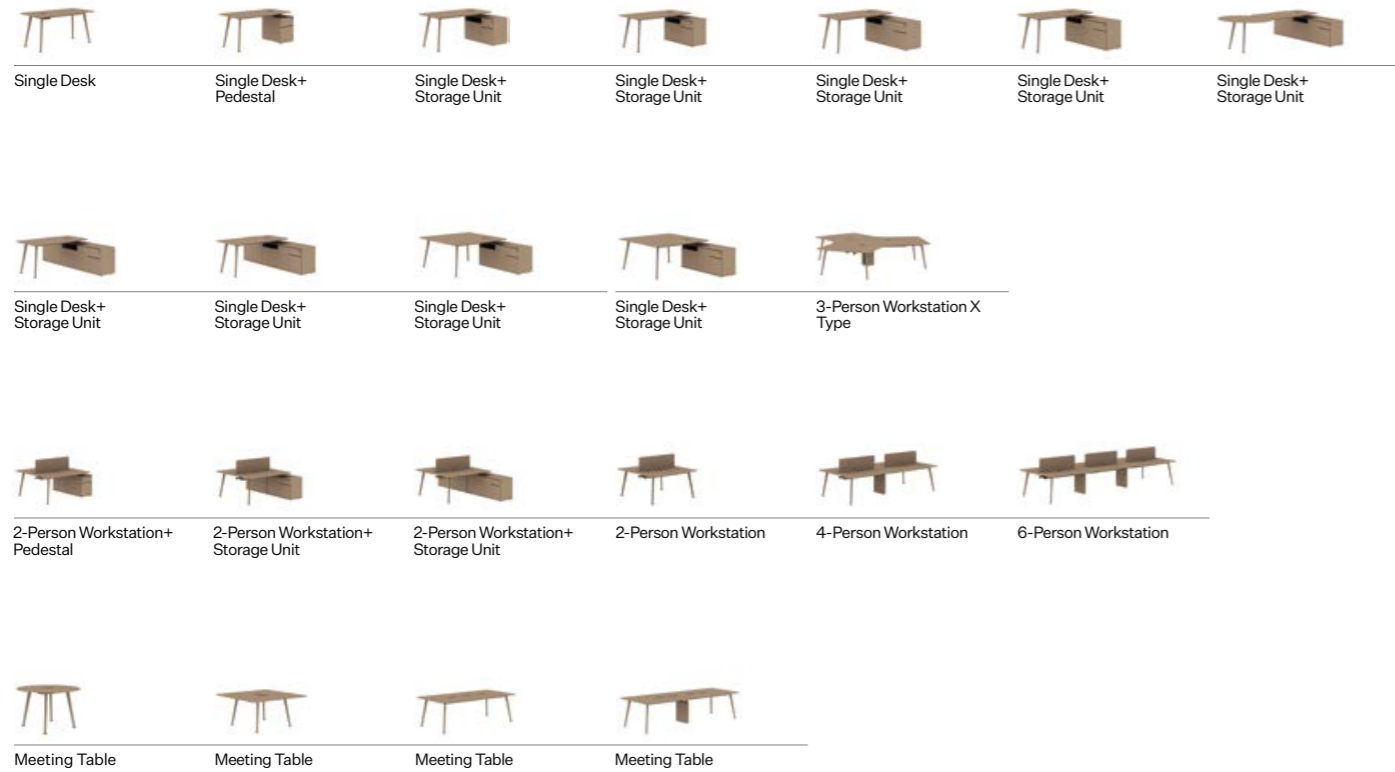 Single Desk
Single Desk+
Pedestal
Single Desk+
Storage Unit
Single Desk+
Storage Unit
Single Desk+
Storage Unit
Single Desk+
Storage Unit
Single Desk+
Storage Unit
Single Desk+
Storage Unit
Single Desk+
Storage Unit
Single Desk+
Storage Unit
Single Desk+
Storage Unit
3-Person Workstation X
Type
2-Person Workstation+
Pedestal
2-Person Workstation+
Storage Unit
2-Person Workstation+
Storage Unit
2-Person Workstation
4-Person Workstation
6-Person Workstation
Meeting Table
Meeting Table
Meeting Table
Meeting Table